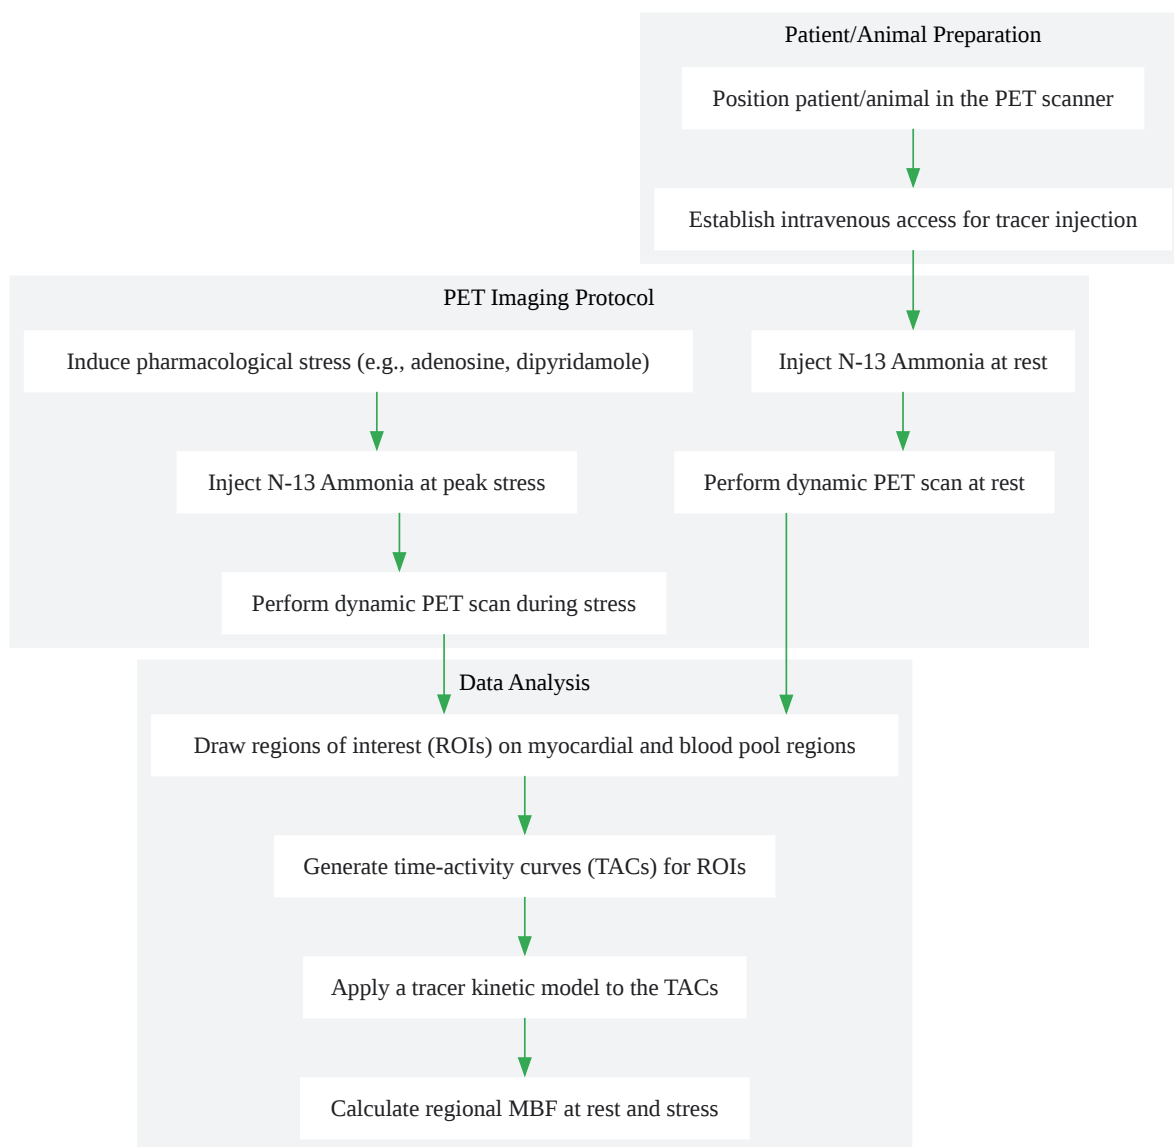 Patient/Animal Preparation
Position patient/animal in the PET scanner
Establish intravenous access for tracer injection
PET Imaging Protocol
Induce pharmacological stress (e.g., adenosine, dipyridamole)
Inject N-13 Ammonia at rest
Inject N-13 Ammonia at peak stress
Perform dynamic PET scan at rest
Perform dynamic PET scan during stress
Data Analysis
Draw regions of interest (ROIs) on myocardial and blood pool regions
Generate time-activity curves (TACs) for ROIs
Apply a tracer kinetic model to the TACs
Calculate regional MBF at rest and stress